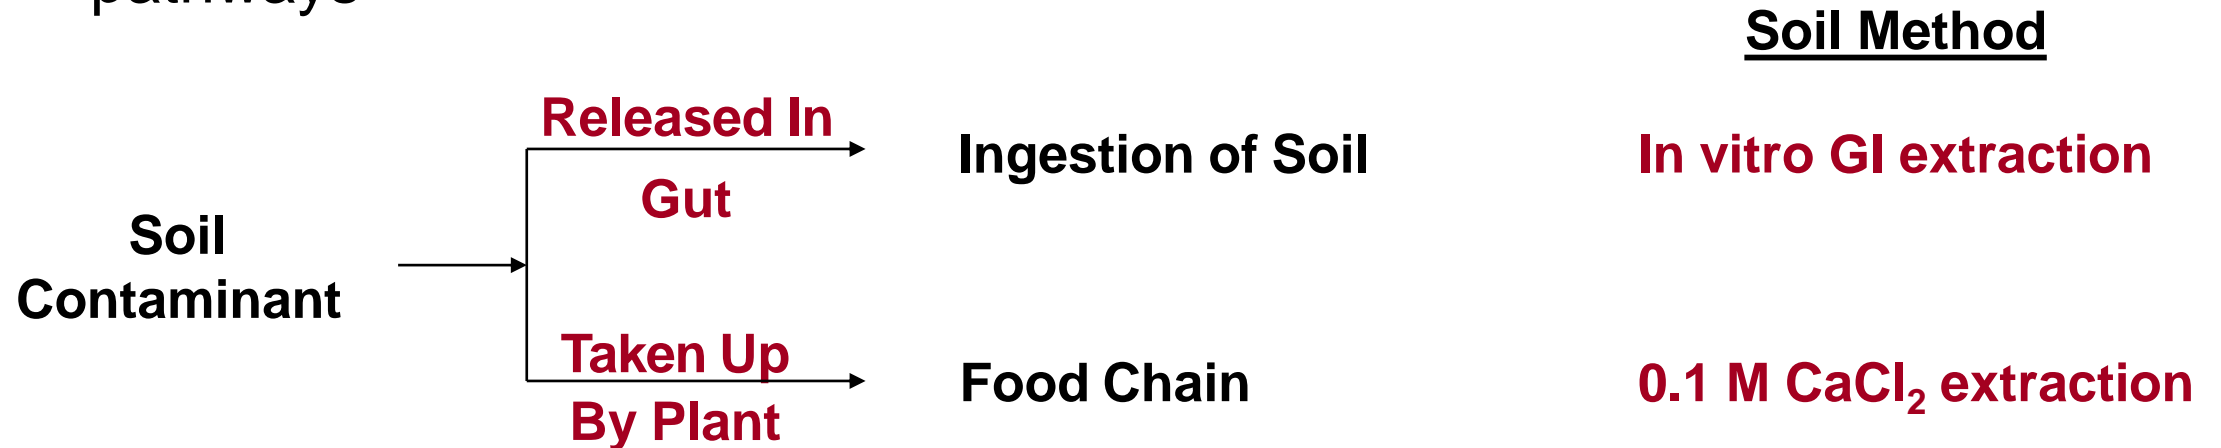 pathways
Soil Method
Released In
Gut
Ingestion of Soil
In vitro GI extraction
Soil
Contaminant
Taken Up
By Plant
Food Chain
0.1 M CaCl₂ extraction